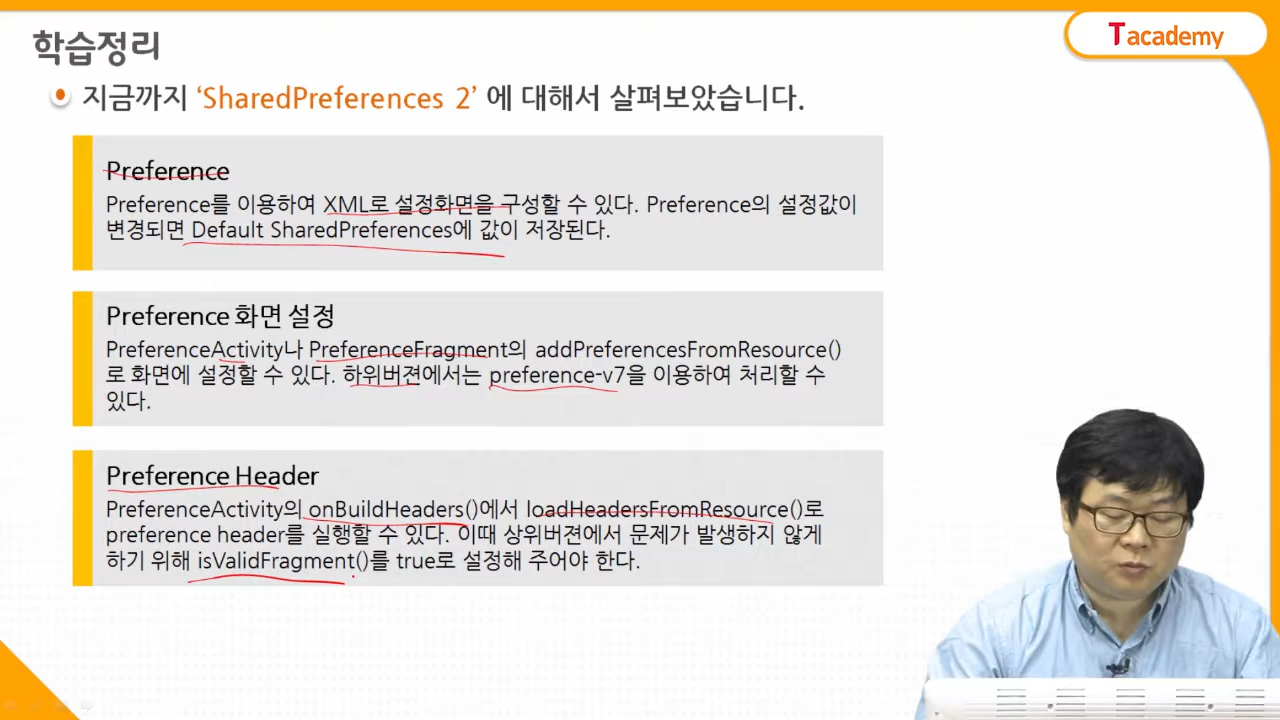 학습정리
T academy
지금까지 ‘SharedPreferences 2’ 에 대해서 살펴보았습니다.
Preference
Preference를 이용하여 XML로 설정화면을 구성할 수 있다. Preference의 설정값이
변경되면 Default SharedPreferences에 값이 저장된다.
Preference 화면 설정
PreferenceActivity나 PreferenceFragment의 addPreferencesFromResource()
로 화면에 설정할 수 있다. 하위버젼에서는 preference-v7을 이용하여 처리할 수
있다.
Preference Header
PreferenceActivity의 onBuildHeaders()에서 loadHeadersFromResource()로
preference header를 실행할 수 있다. 이때 상위버젼에서 문제가 발생하지 않게
하기 위해 isValidFragment()를 true로 설정해 주어야 한다.